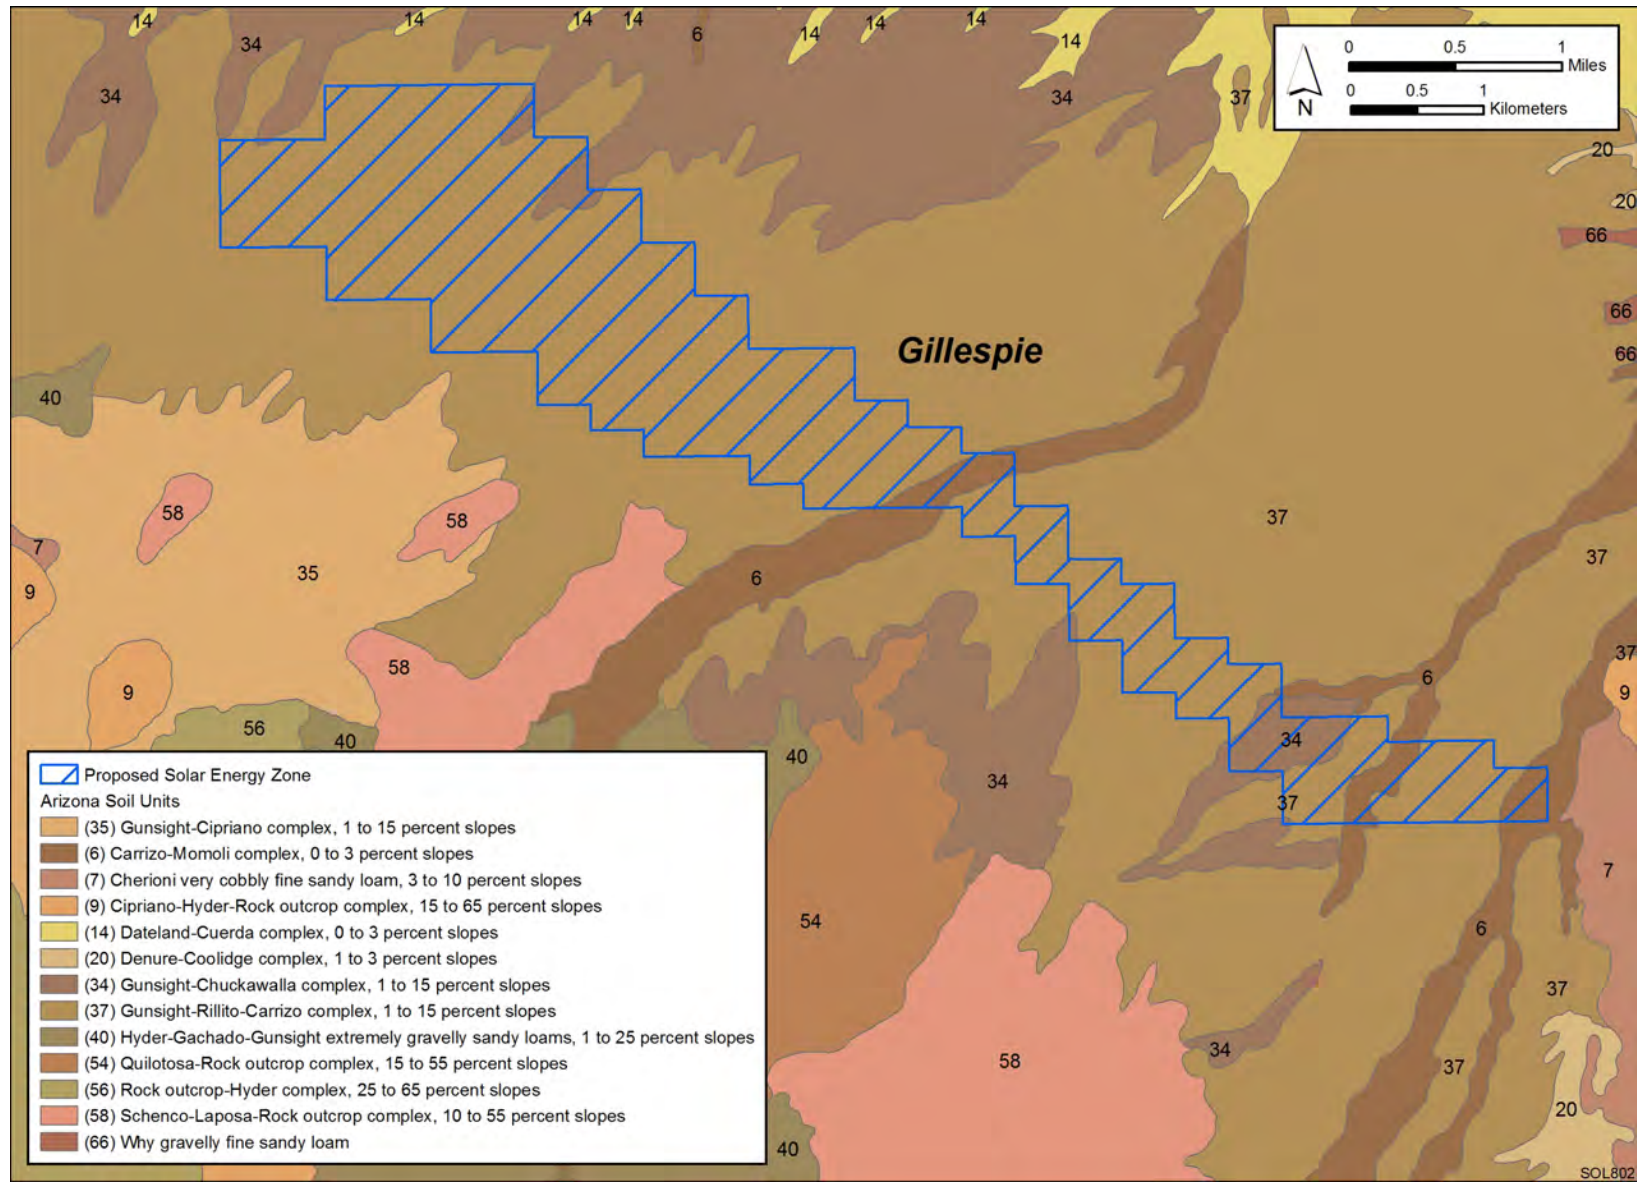 14
14
14
14
14
14
14
14
6
34
34
34
37
0 0.5 1
Miles
0 0.5 1
Kilometers
N
20
20
66
66
66
Gillespie
40
58
58
7
35
9
37
37
6
58
9
37
6
9
56
40
40
34
34
37
7
54
6
58
34
37
37
20
40
Proposed Solar Energy Zone
Arizona Soil Units
(35) Gunsight-Cipriano complex, 1 to 15 percent slopes
(6) Carrizo-Momoli complex, 0 to 3 percent slopes
(7) Cherioni very cobbly fine sandy loam, 3 to 10 percent slopes
(9) Cipriano-Hyder-Rock outcrop complex, 15 to 65 percent slopes
(14) Dateland-Cuerda complex, 0 to 3 percent slopes
(20) Denure-Coolidge complex, 1 to 3 percent slopes
(34) Gunsight-Chuckawalla complex, 1 to 15 percent slopes
(37) Gunsight-Rillito-Carrizo complex, 1 to 15 percent slopes
(40) Hyder-Gachado-Gunsight extremely gravelly sandy loams, 1 to 25 percent slopes
(54) Quilotosa-Rock outcrop complex, 15 to 55 percent slopes
(56) Rock outcrop-Hyder complex, 25 to 65 percent slopes
(58) Schenco-Laposa-Rock outcrop complex, 10 to 55 percent slopes
(66) Why gravelly fine sandy loam
SOL802